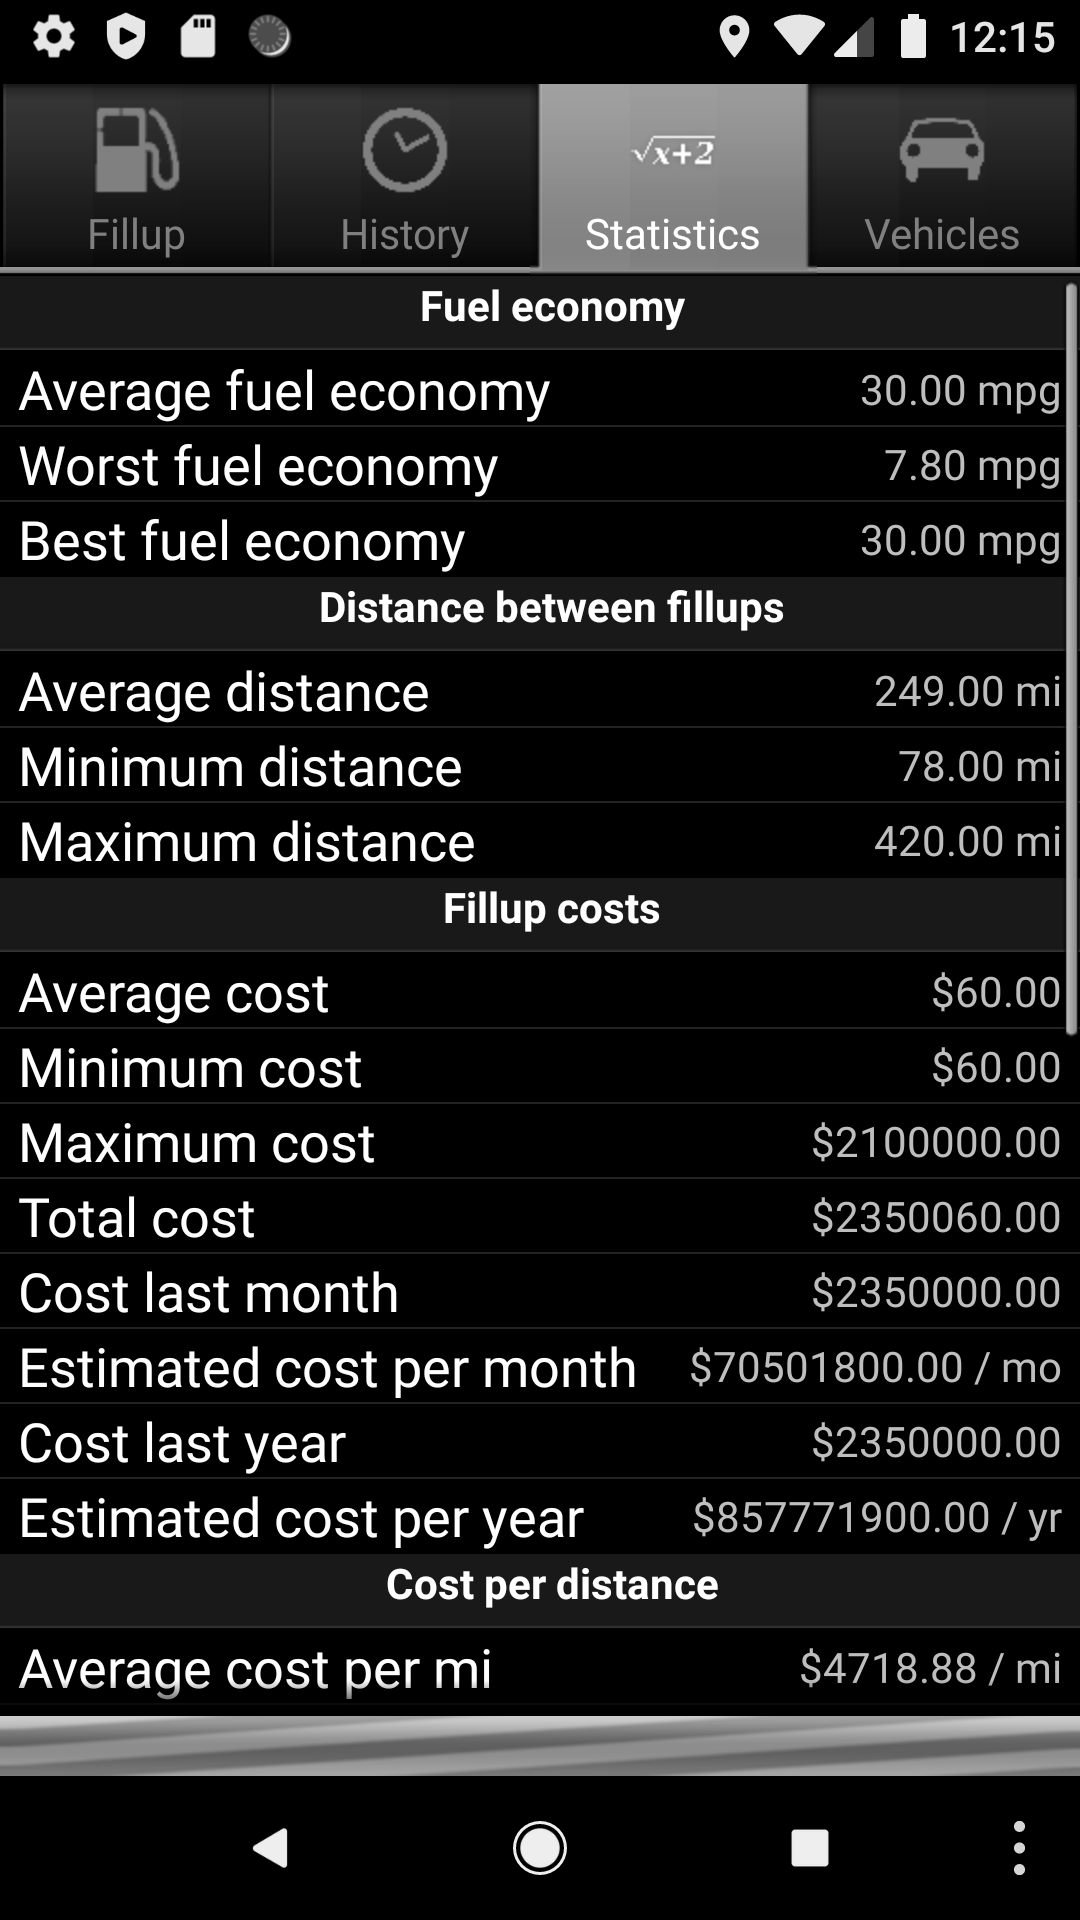 12:15
√x+2
Fillup History Statistics Vehicles
Fuel economy
Average fuel economy 30.00 mpg
Worst fuel economy 7.80 mpg
Best fuel economy 30.00 mpg
Distance between fillups
Average distance 249.00 mi
Minimum distance 78.00 mi
Maximum distance 420.00 mi
Fillup costs
Average cost $60.00
Minimum cost $60.00
Maximum cost $2100000.00
Total cost $2350060.00
Cost last month $2350000.00
Estimated cost per month $70501800.00 / mo
Cost last year $2350000.00
Estimated cost per year $857771900.00 / yr
Cost per distance
Average cost per mi $4718.88 / mi